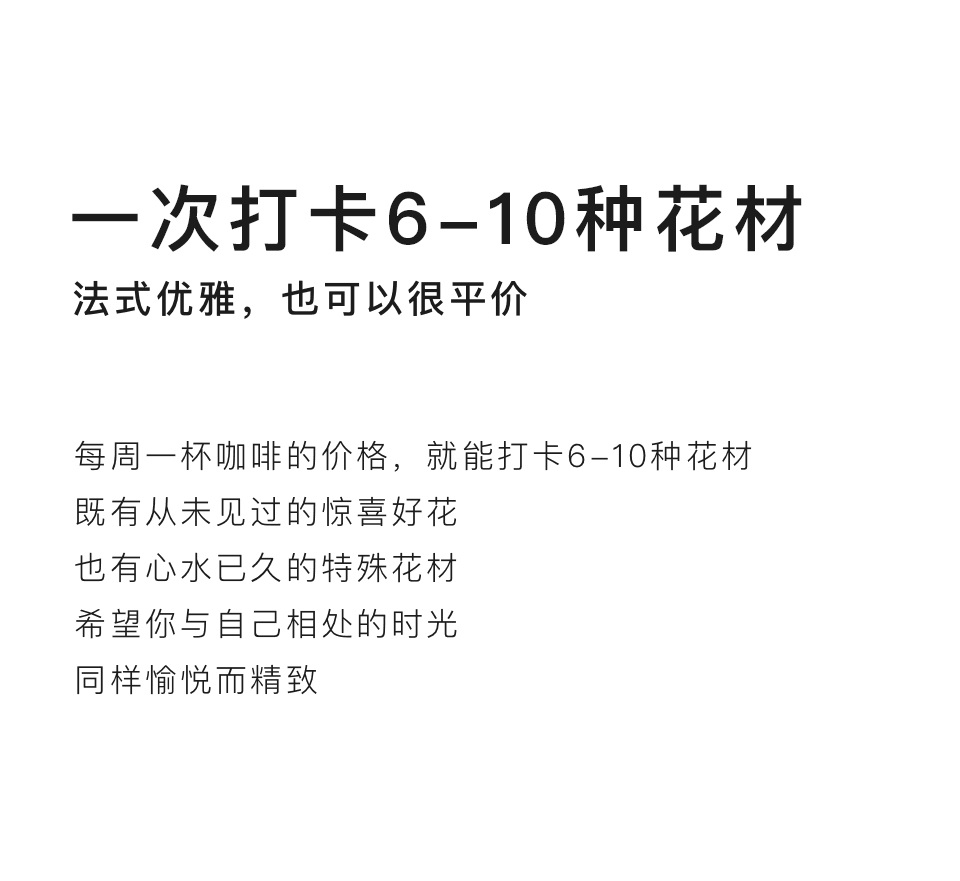 一次打卡6–10种花材
法式优雅，也可以很平价
每周一杯咖啡的价格，就能打卡6–10种花材
既有从未见过的惊喜好花
也有心水已久的特殊花材
希望你与自己相处的时光
同样愉悦而精致